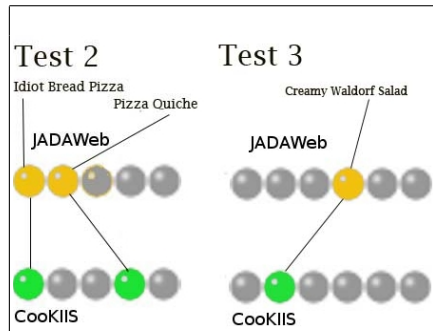 Test 2
Test 3
Idiot Bread Pizza
Pizza Quiche
Creamy Waldorf Salad
JADAWeb
JADAWeb
CooKIIS
CooKIIS